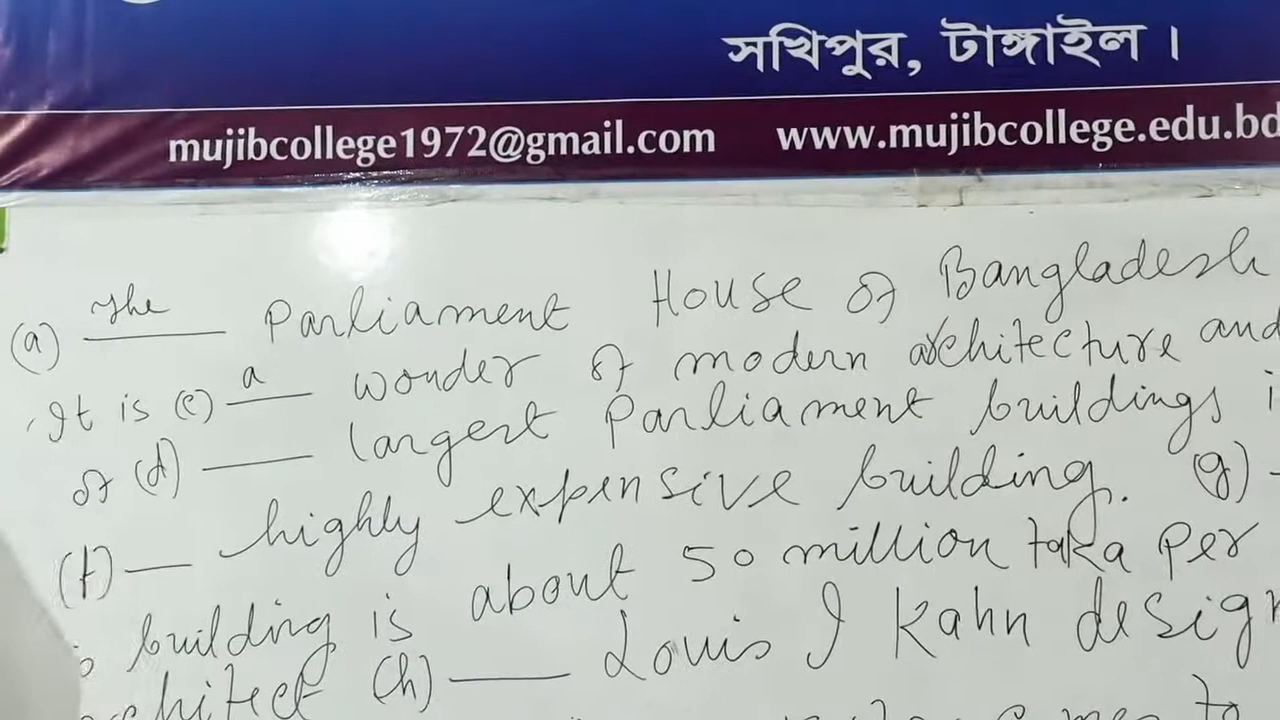 সখিপুর, টাঙ্গাইল ।
mujibcollege1972@gmail.com www.mujibcollege.edu.bd
(a) The Parliament House of Bangladesh
It is (c) a wonder of modern architecture and
of (d) ___ largest Parliament buildings i
(f) ___ highly expensive building. (g)
building is about 50 million taka per
chitect (h) ___ Louis I Kahn design
to